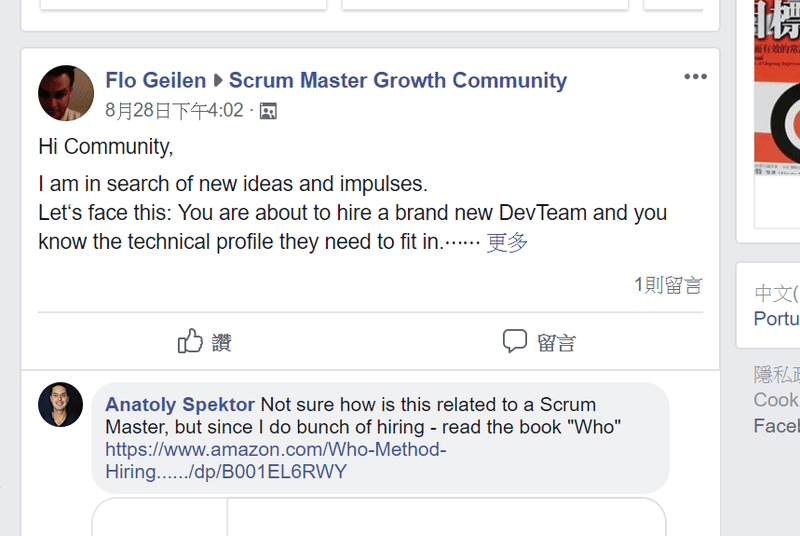 Flo Geilen ▸ Scrum Master Growth Community
8月28日下午4:02 ·
Hi Community,
I am in search of new ideas and impulses.
Let‘s face this: You are about to hire a brand new DevTeam and you
know the technical profile they need to fit in.…… 更多
1則留言
讚 留言
Anatoly Spektor Not sure how is this related to a Scrum
Master, but since I do bunch of hiring - read the book "Who"
https://www.amazon.com/Who-Method-
Hiring....../dp/B001EL6RWY
目標
中文(
Portu
隱私政
Cook
Faceb